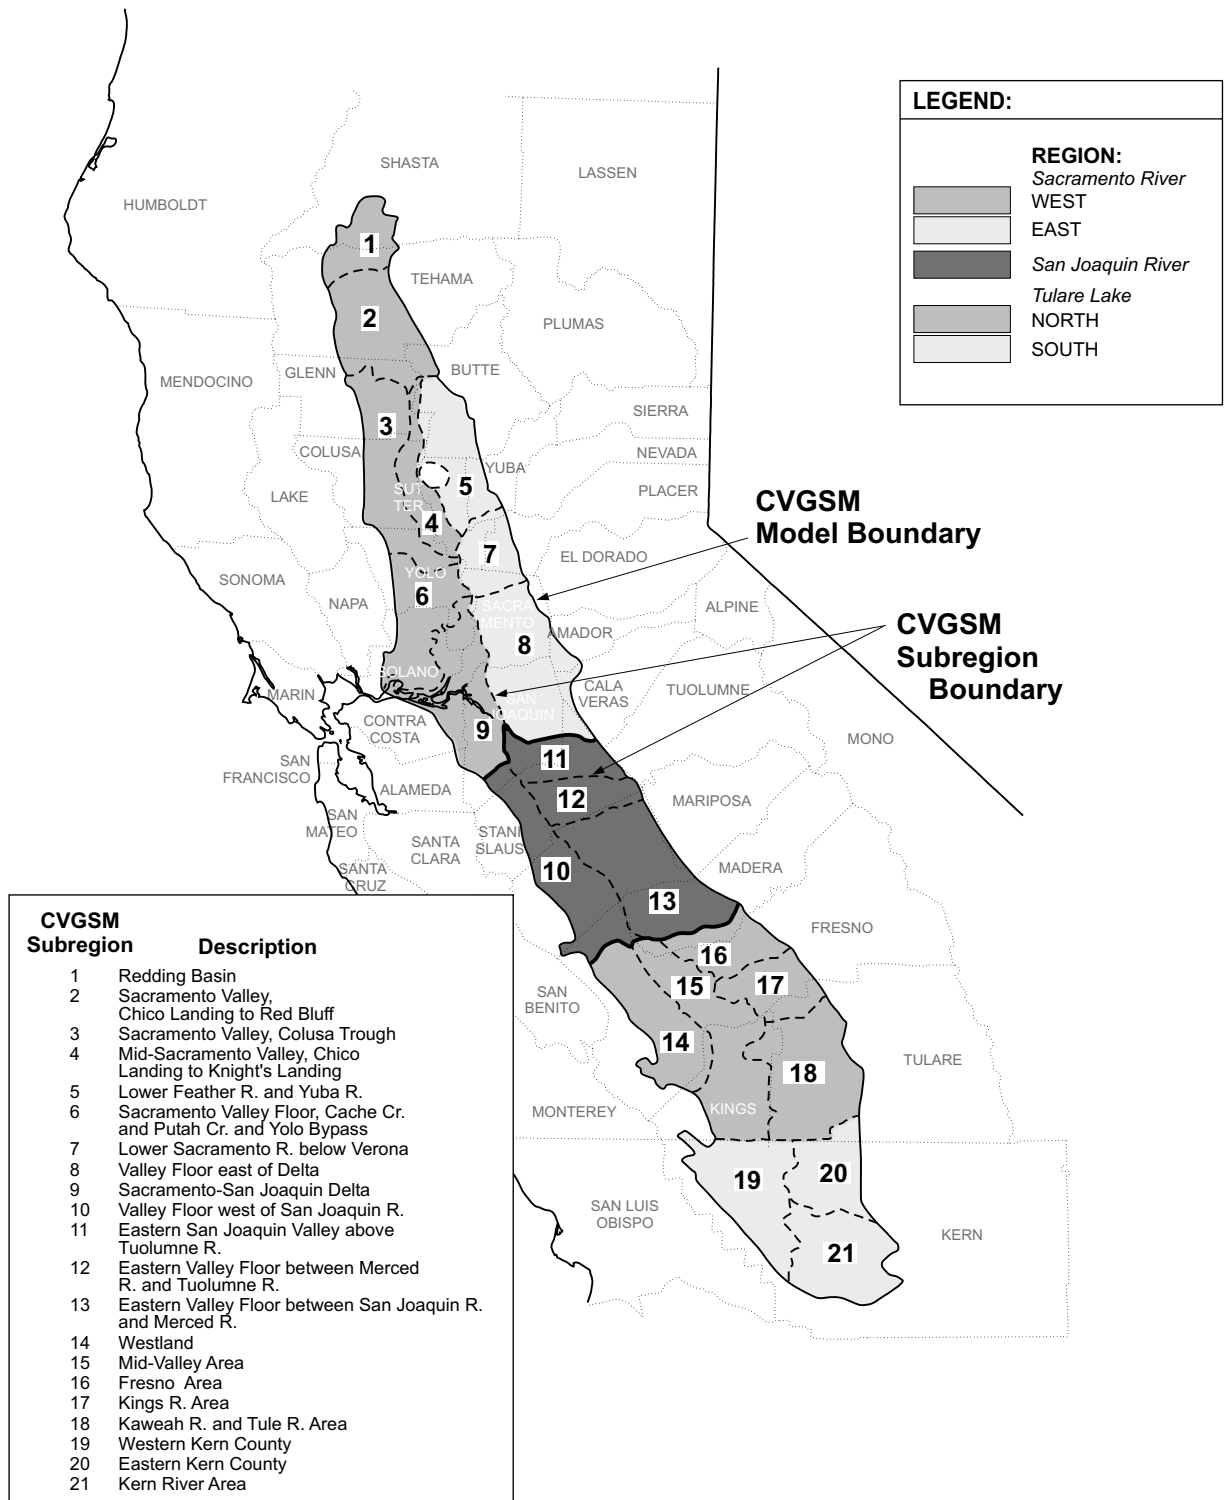 LEGEND:
REGION:
Sacramento River
WEST
EAST
San Joaquin River
Tulare Lake
NORTH
SOUTH
SHASTA
LASSEN
HUMBOLDT
1
TEHAMA
2
PLUMAS
GLENN
BUTTE
MENDOCINO
SIERRA
3
COLUSA
NEVADA
YUBA
LAKE
5
PLACER
SUT
TER
4
CVGSM
Model Boundary
7
EL DORADO
SONOMA
YOLO
6
NAPA
SACRA
MENTO
ALPINE
8
AMADOR
CVGSM
Subregion
Boundary
SOLANO
MARIN
CALA
VERAS
TUOLUMNE
SAN
JOAQUIN
CONTRA
COSTA
9
MONO
SAN
FRANCISCO
11
ALAMEDA
12
MARIPOSA
SAN
MATEO
STANI
SLAUS
SANTA
CLARA
SANTA
CRUZ
10
MADERA
13
FRESNO
16
15
17
SAN
BENITO
14
TULARE
18
MONTEREY
KINGS
19
20
SAN LUIS
OBISPO
KERN
21
CVGSM
Subregion Description
1 Redding Basin
2 Sacramento Valley,
Chico Landing to Red Bluff
3 Sacramento Valley, Colusa Trough
4 Mid-Sacramento Valley, Chico
Landing to Knight's Landing
5 Lower Feather R. and Yuba R.
6 Sacramento Valley Floor, Cache Cr.
and Putah Cr. and Yolo Bypass
7 Lower Sacramento R. below Verona
8 Valley Floor east of Delta
9 Sacramento-San Joaquin Delta
10 Valley Floor west of San Joaquin R.
11 Eastern San Joaquin Valley above
Tuolumne R.
12 Eastern Valley Floor between Merced
R. and Tuolumne R.
13 Eastern Valley Floor between San Joaquin R.
and Merced R.
14 Westland
15 Mid-Valley Area
16 Fresno Area
17 Kings R. Area
18 Kaweah R. and Tule R. Area
19 Western Kern County
20 Eastern Kern County
21 Kern River Area